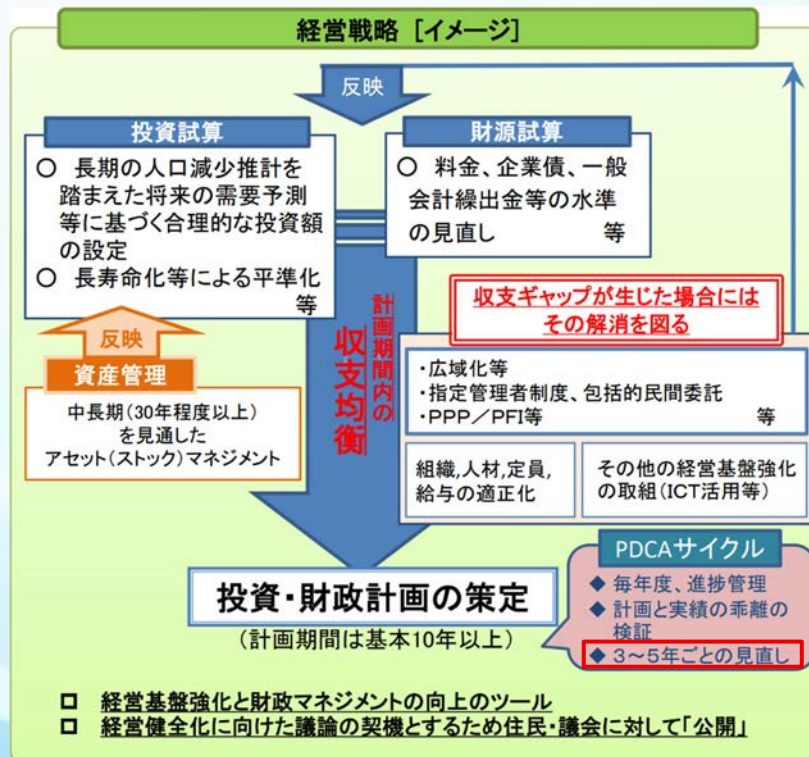 経営戦略 [イメージ]
反映
投資試算
○ 長期の人口減少推計を
踏まえた将来の需要予測
等に基づく合理的な投資額
の設定
○ 長寿命化等による平準化
等
財源試算
○ 料金、企業債、一般
会計繰出金等の水準
の見直し 等
反映
資産管理
中長期(30年程度以上)
を見通した
アセット(ストック)マネジメント
計画期間内の
収支均衡
収支ギャップが生じた場合には
その解消を図る
・広域化等
・指定管理者制度、包括的民間委託
・PPP／PFI等 等
組織,人材,定員,
給与の適正化
その他の経営基盤強化
の取組(ICT活用等)
投資・財政計画の策定
(計画期間は基本10年以上)
PDCAサイクル
◆ 毎年度、進捗管理
◆ 計画と実績の乖離の
検証
◆ 3～5年ごとの見直し
□ 経営基盤強化と財政マネジメントの向上のツール
□ 経営健全化に向けた議論の契機とするため住民・議会に対して「公開」